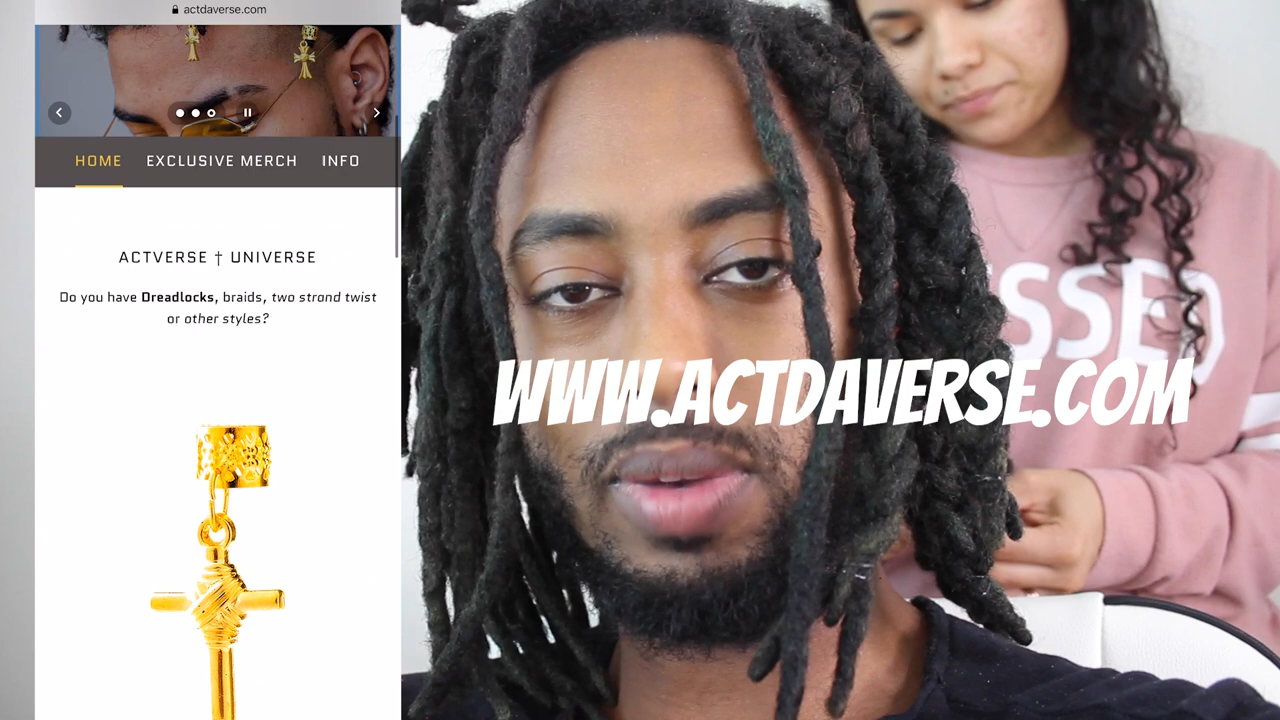 actdaverse.com
HOME EXCLUSIVE MERCH INFO
ACTVERSE † UNIVERSE
Do you have Dreadlocks, braids, two strand twist
or other styles?
WWW.ACTDAVERSE.COM